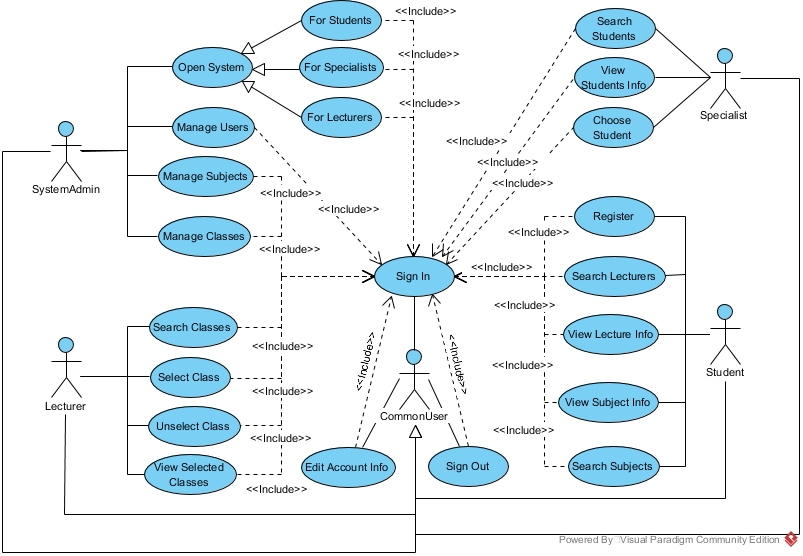 For Students
<<Include>>
Search
Students
<<Include>>
Open System
For Specialists
View
Students Info
Specialist
<<Include>>
For Lecturers
Manage Users
Choose
Student
<<Include>>
<<Include>>
<<Include>>
SystemAdmin
Manage Subjects
<<Include>>
<<Include>>
Register
<<Include>>
Manage Classes
<<Include>>
Sign In
<<Include>>
Search Lecturers
<<Include>>
Search Classes
<<Include>>
View Lecture Info
<<Include>>
<<Include>>
<<Include>>
Student
Select Class
<<Include>>
Lecturer
CommonUser
View Subject Info
Unselect Class
<<Include>>
<<Include>>
View Selected
Classes
Edit Account Info
Sign Out
Search Subjects
<<Include>>
Powered By Visual Paradigm Community Edition